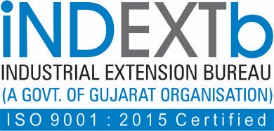 iNDEXTb
INDUSTRIAL EXTENSION BUREAU
(A GOVT. OF GUJARAT ORGANISATION)
ISO 9001 : 2015 Certified